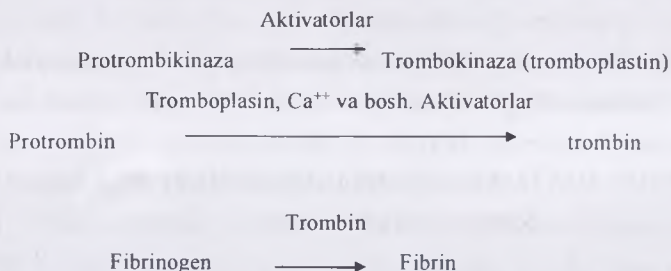 Aktivatorlar
Protrombikinaza Trombokinaza (tromboplastin)
Tromboplasin, Ca⁺⁺ va bosh. Aktivatorlar
Protrombin trombin
Trombin
Fibrinogen Fibrin